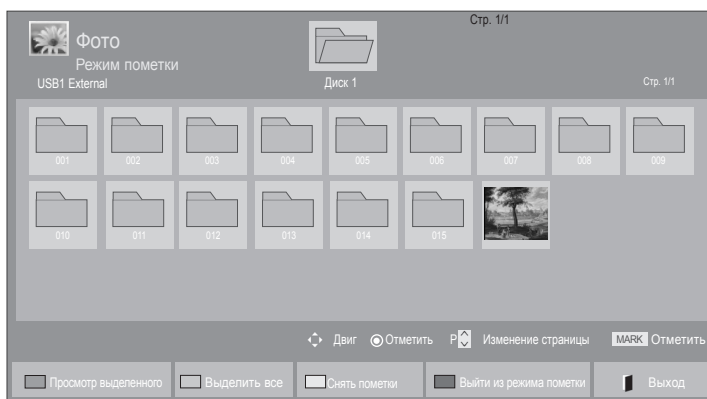 Стр. 1/1
Фото
Режим пометки
USB1 External
Диск 1
Стр. 1/1
001 002 003 004 005 006 007 008 009
010 011 012 013 014 015
Двиг Отметить P Изменение страницы MARK Отметить
Просмотр выделенного Выделить все Снять пометки Выйти из режима пометки Выход